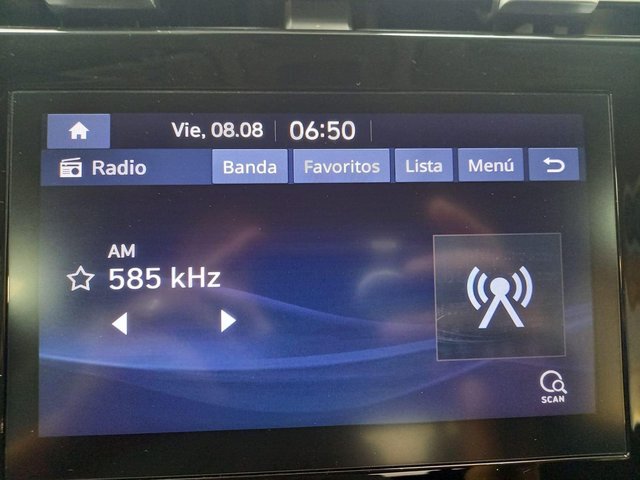 Vie, 08.08 06:50
Radio Banda Favoritos Lista Menú
AM
585 kHz
SCAN